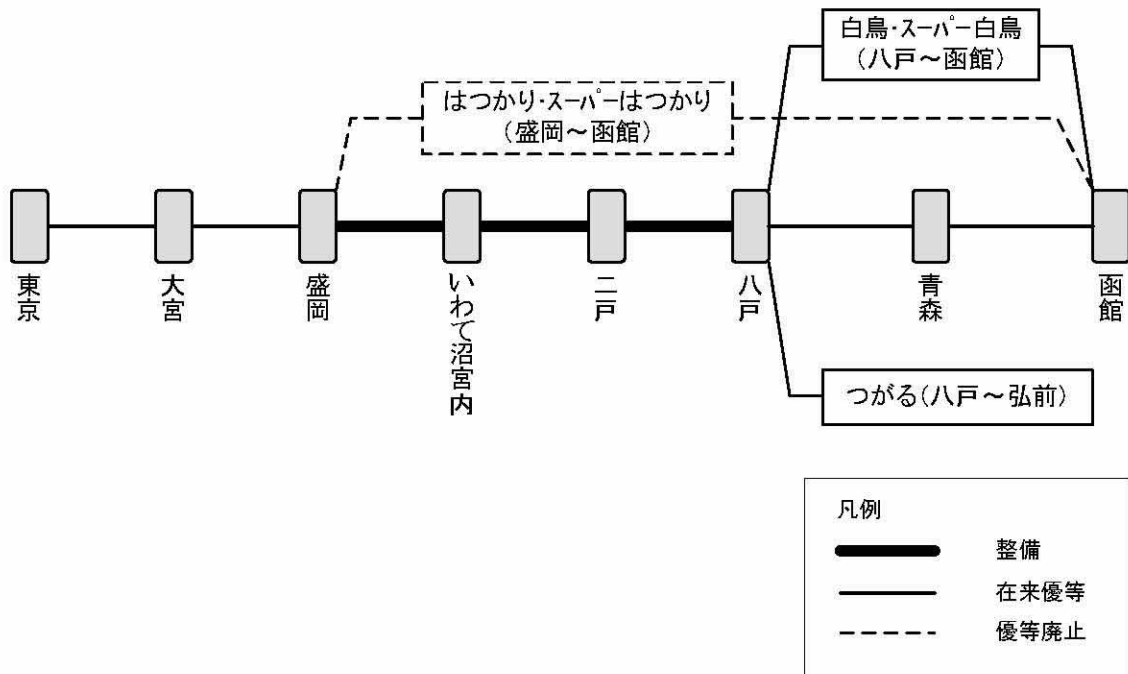 白鳥･ｽｰﾊﾟｰ白鳥
(八戸～函館)
はつかり･ｽｰﾊﾟｰはつかり
(盛岡～函館)
東京
大宮
盛岡
いわて沼宮内
二戸
八戸
青森
函館
つがる(八戸～弘前)
凡例
整備
在来優等
優等廃止